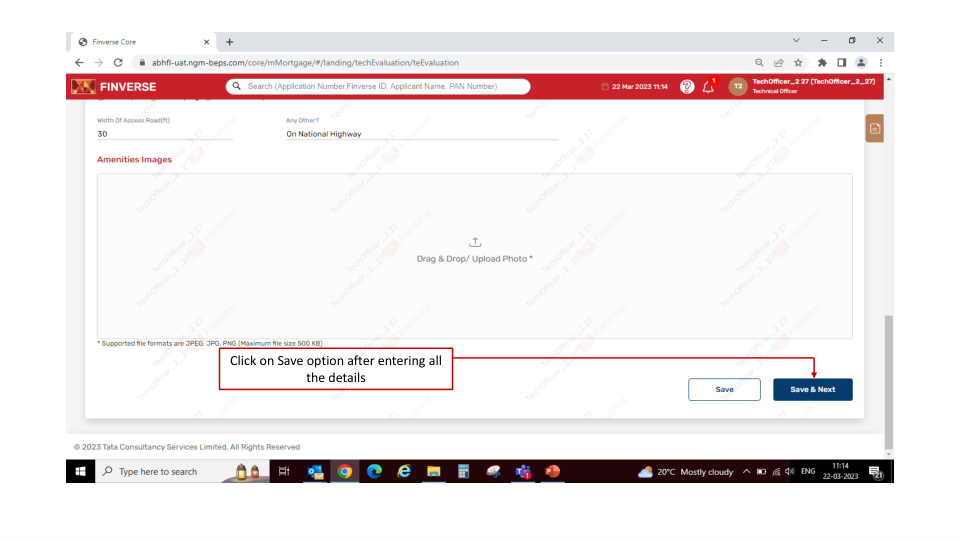 Finverse Core
abhfl-uat.ngm-beps.com/core/mMortgage/#/landing/techEvaluation/teEvaluation
FINVERSE
Search (Application Number,Finverse ID, Applicant Name, PAN Number)
22 Mar 2023 11:14
T2
TechOfficer_2 27 (TechOfficer_2_27)
Technical Officer
Width Of Access Road(ft)
Any Other?
30
On National Highway
Amenities Images
Drag & Drop/ Upload Photo *
* Supported file formats are JPEG, JPG, PNG (Maximum file size 500 KB)
Click on Save option after entering all
the details
Save
Save & Next
© 2023 Tata Consultancy Services Limited. All Rights Reserved
Type here to search
20°C Mostly cloudy
ENG
11:14
22-03-2023
21